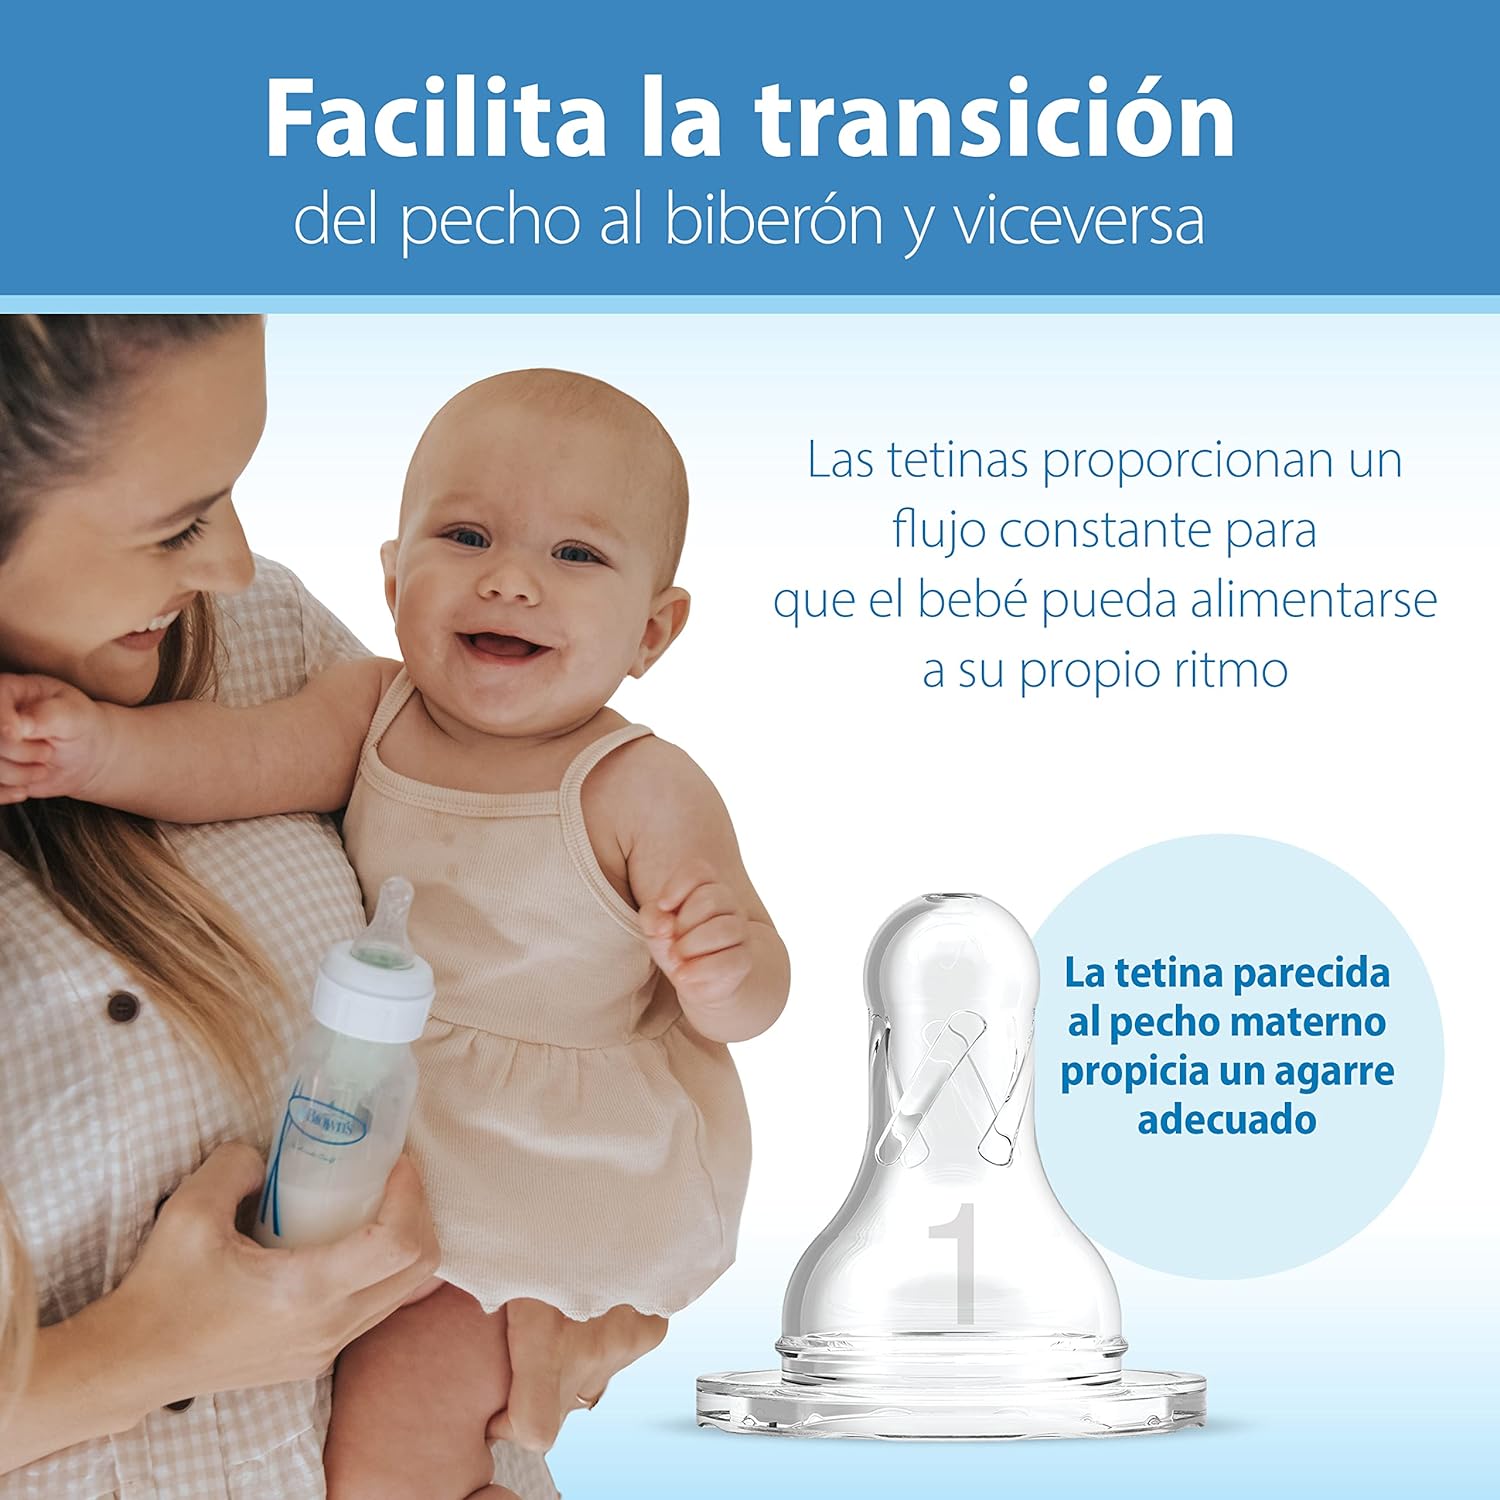 Facilita la transición
del pecho al biberón y viceversa
Las tetinas proporcionan un
flujo constante para
que el bebé pueda alimentarse
a su propio ritmo
La tetina parecida
al pecho materno
propicia un agarre
adecuado
1
Brown's